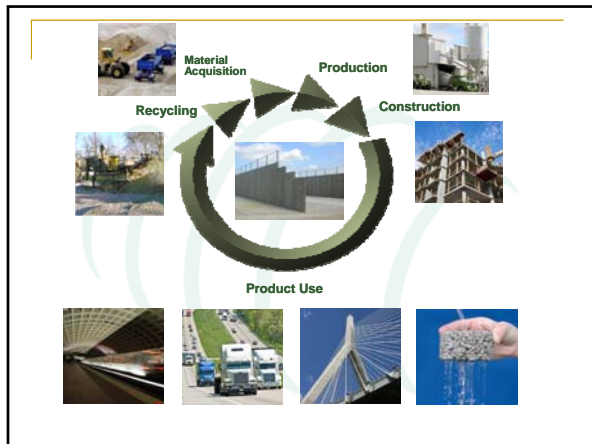 Material
Acquisition
Production
Recycling
Construction
Product Use